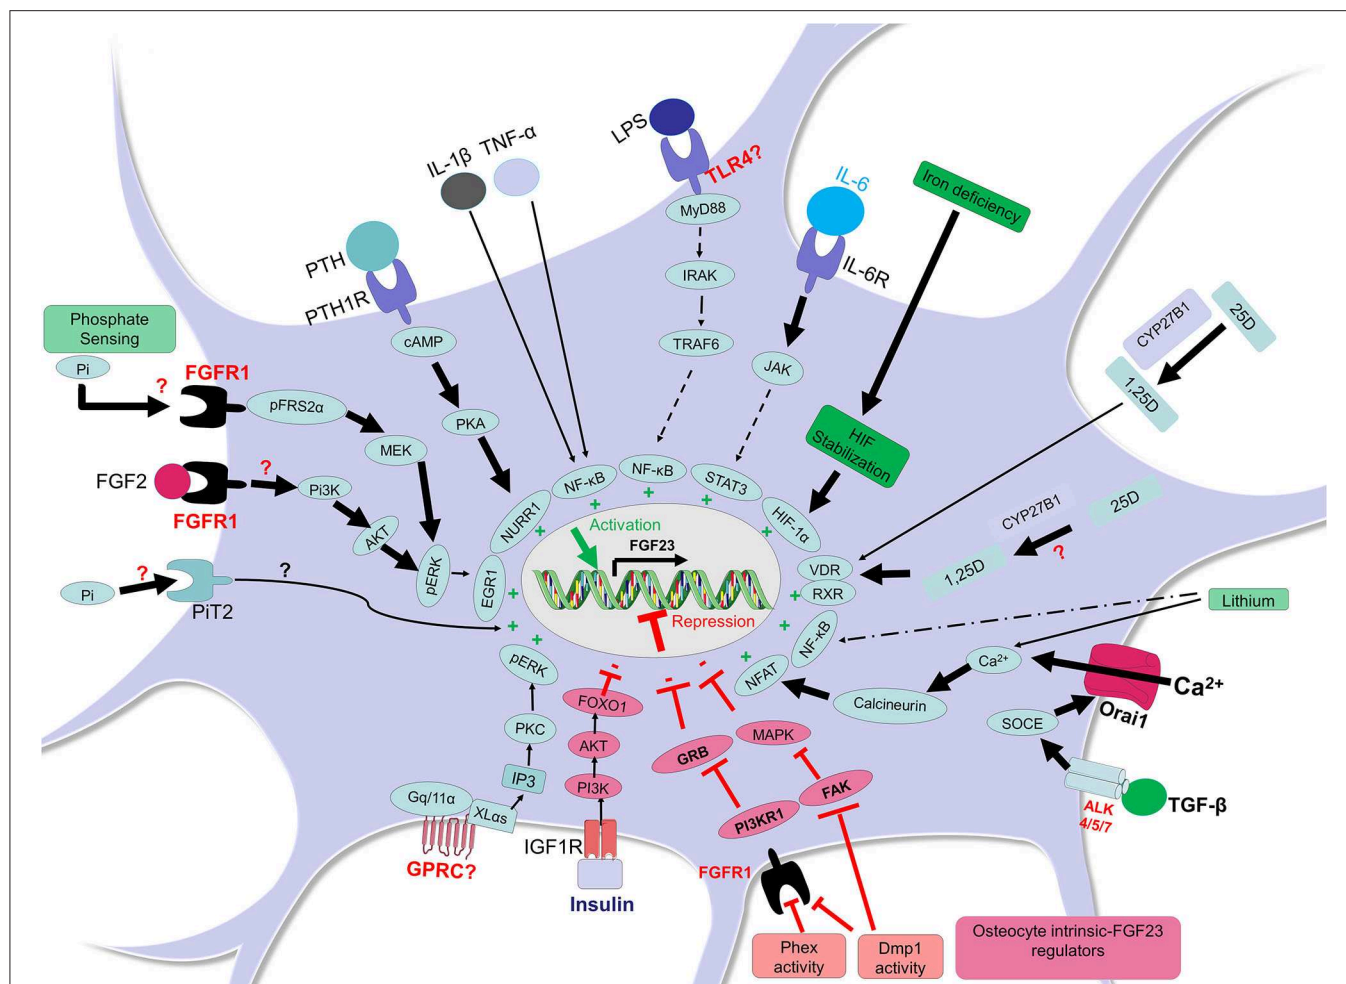 LPS
TLR4?
IL-1β
TNF-α
IL-6
Iron deficiency
MyD88
PTH
IL-6R
PTH1R
IRAK
Phosphate
Sensing
cAMP
TRAF6
CYP27B1
25D
Pi
?
FGFR1
JAK
1,25D
pFRS2α
PKA
HIF
Stabilization
MEK
FGF2
?
Pi3K
FGFR1
NURR1
NF-κB
NF-κB
STAT3
HIF-1α
+
+
+
+
+
Activation
FGF23
CYP27B1
25D
AKT
?
1,25D
pERK
EGR1
VDR
RXR
Pi
?
PiT2
?
+
+
Lithium
Repression
+
+
+
+
NF-κB
pERK
NFAT
Ca2+
Ca2+
Orai1
-
-
-
FOXO1
Calcineurin
SOCE
PKC
AKT
GRB
MAPK
IP3
PI3K
FAK
Gq/11α
XLαs
PI3KR1
ALK
4/5/7
TGF-β
GPRC?
IGF1R
FGFR1
Insulin
Phex
activity
Dmp1
activity
Osteocyte intrinsic-FGF23
regulators